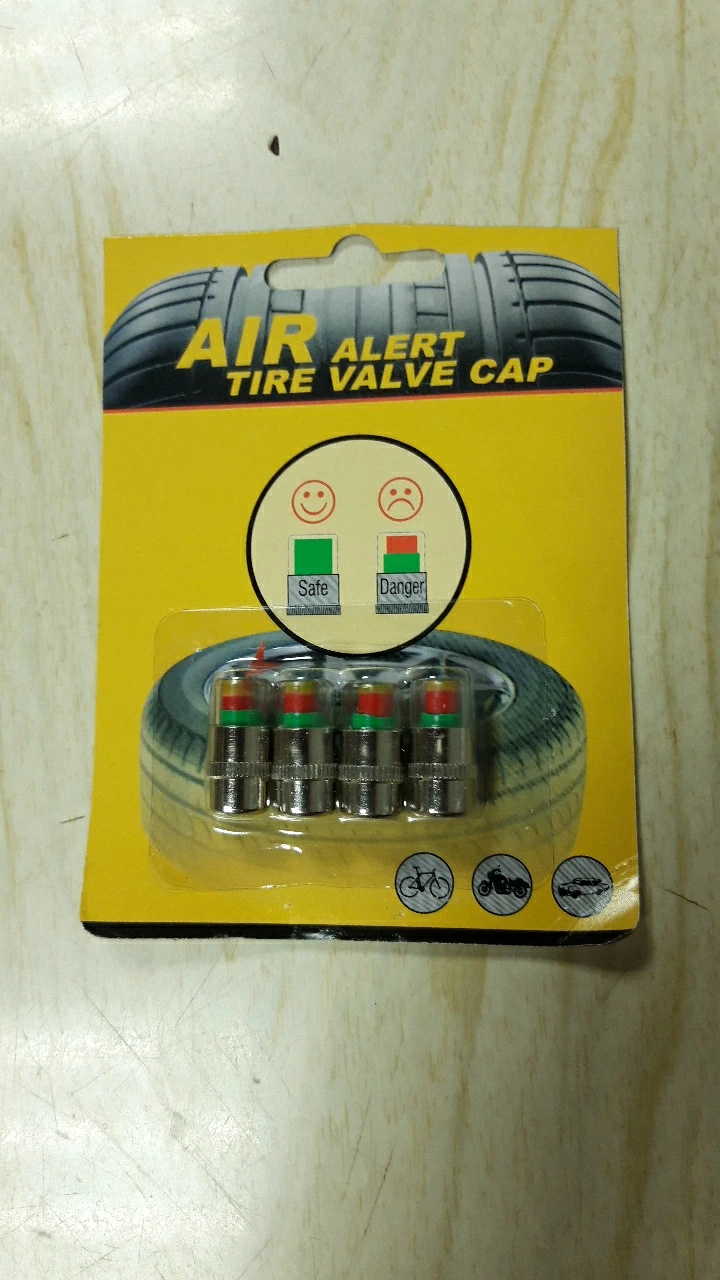 AIR ALERT
TIRE VALVE CAP
Safe Danger